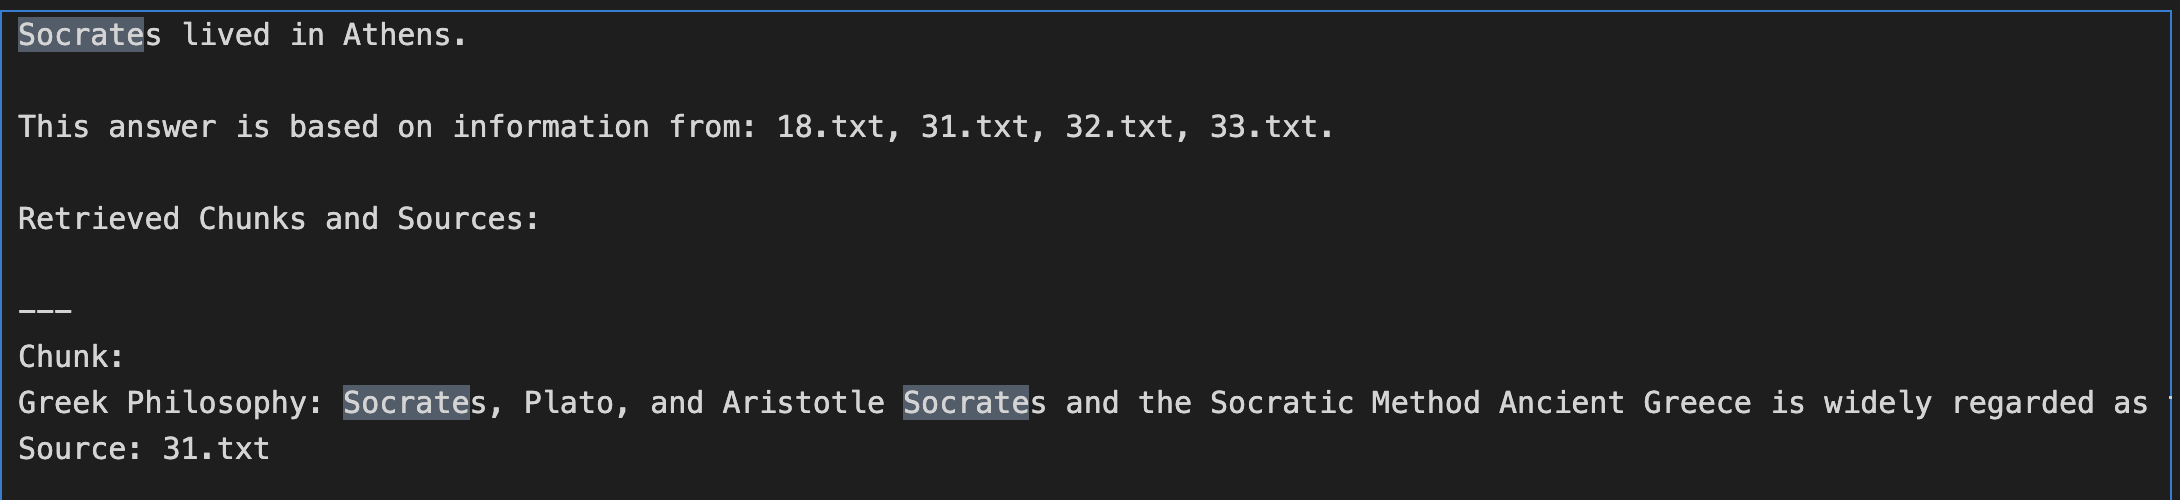 Socrates lived in Athens.
This answer is based on information from: 18.txt, 31.txt, 32.txt, 33.txt.
Retrieved Chunks and Sources:
---
Chunk:
Greek Philosophy: Socrates, Plato, and Aristotle Socrates and the Socratic Method Ancient Greece is widely regarded as
Source: 31.txt